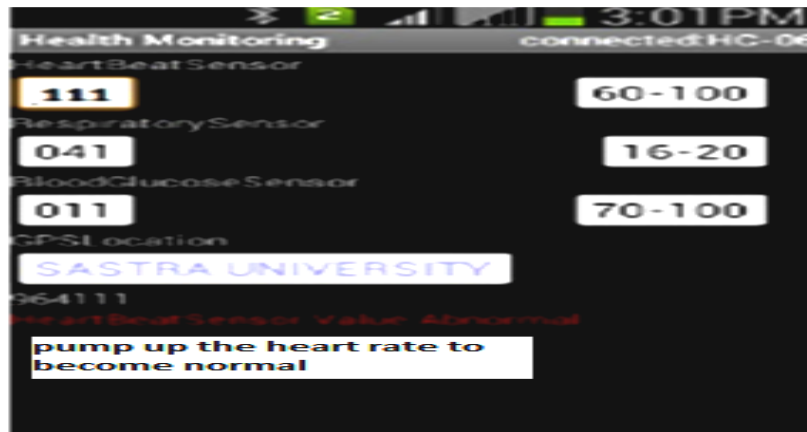 3:01PM
Health Monitoring connected:HC-06
HeartBeatSensor
111 60-100
RespiratorySensor
041 16-20
BloodGlucoseSensor
011 70-100
GPSLocation
SASTRA UNIVERSITY
964111
HeartBeatSensor Value Abnormal
pump up the heart rate to
become normal